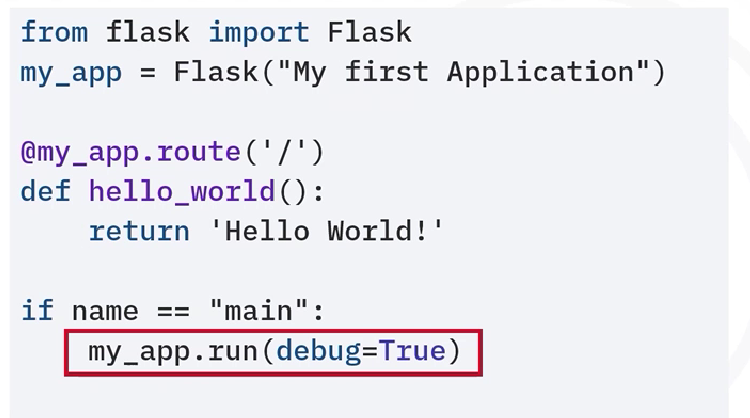 from flask import Flask
my_app = Flask("My first Application")
@my_app.route('/')
def hello_world():
    return 'Hello World!'
if name == "main":
    my_app.run(debug=True)